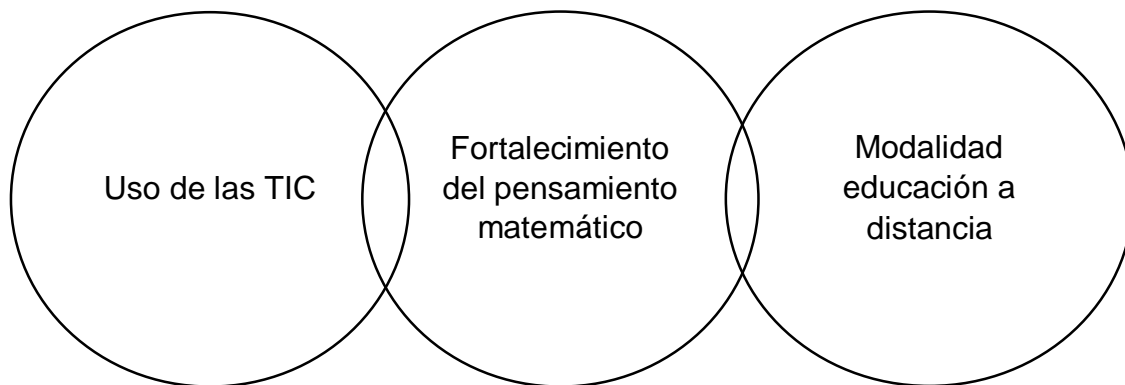 Uso de las TIC
Fortalecimiento
del pensamiento
matemático
Modalidad
educación a
distancia